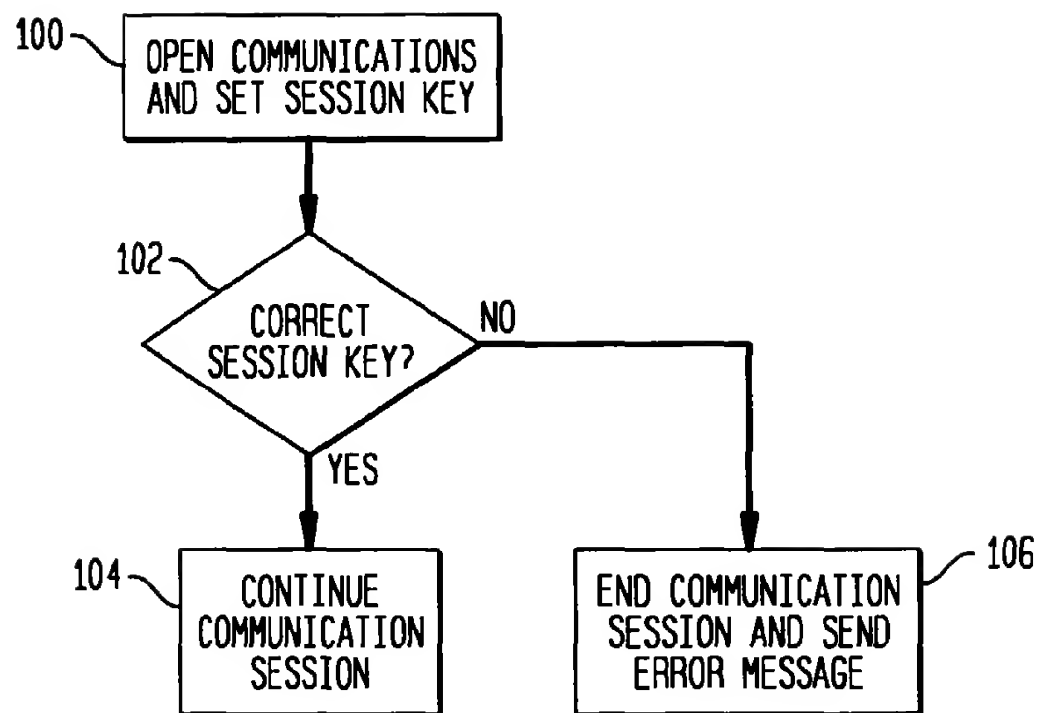 100
OPEN COMMUNICATIONS
AND SET SESSION KEY
102
CORRECT
SESSION KEY?
NO
YES
104
CONTINUE
COMMUNICATION
SESSION
106
END COMMUNICATION
SESSION AND SEND
ERROR MESSAGE